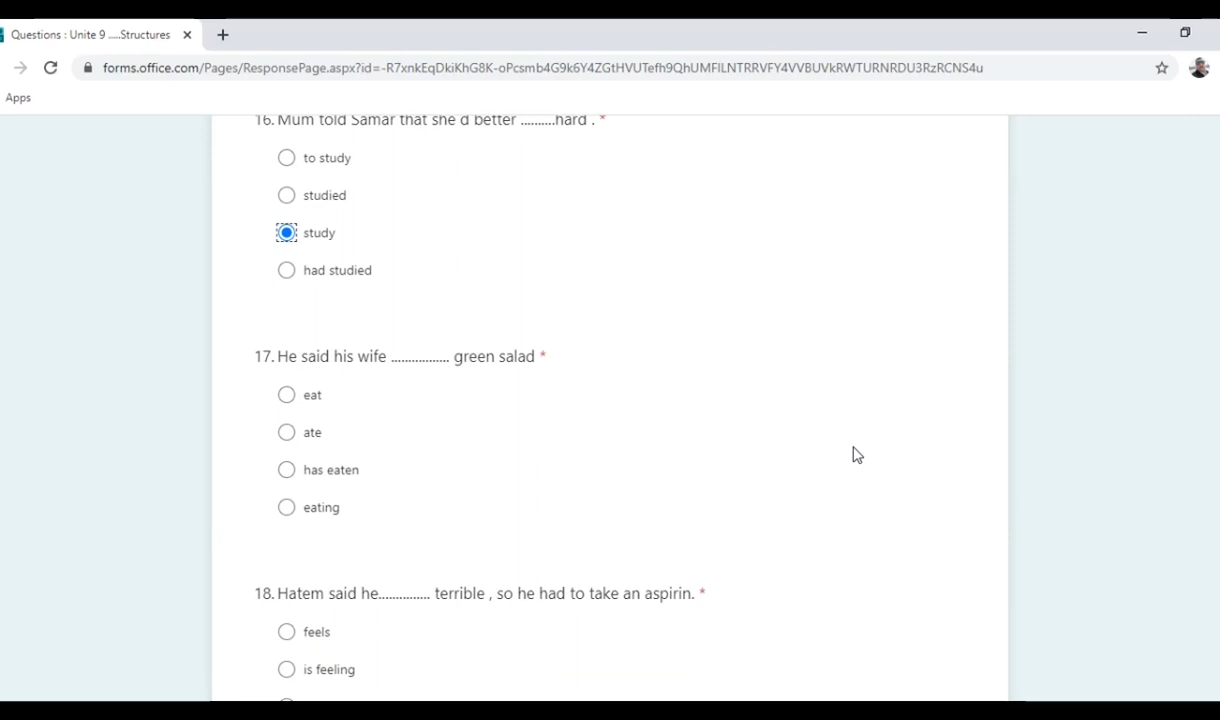 Questions : Unite 9 .....Structures
forms.office.com/Pages/ResponsePage.aspx?id=-R7xnkEqDkiKhG8K-oPcsmb4G9k6Y4ZGtHVUTefh9QhUMFlLNTRRVFY4VVBUVkRWTURNRDU3RzRCNS4u
Apps
16. Mum told Samar that she'd better ..........hard . *
to study
studied
study
had studied
17. He said his wife ................. green salad *
eat
ate
has eaten
eating
18. Hatem said he............... terrible , so he had to take an aspirin. *
feels
is feeling